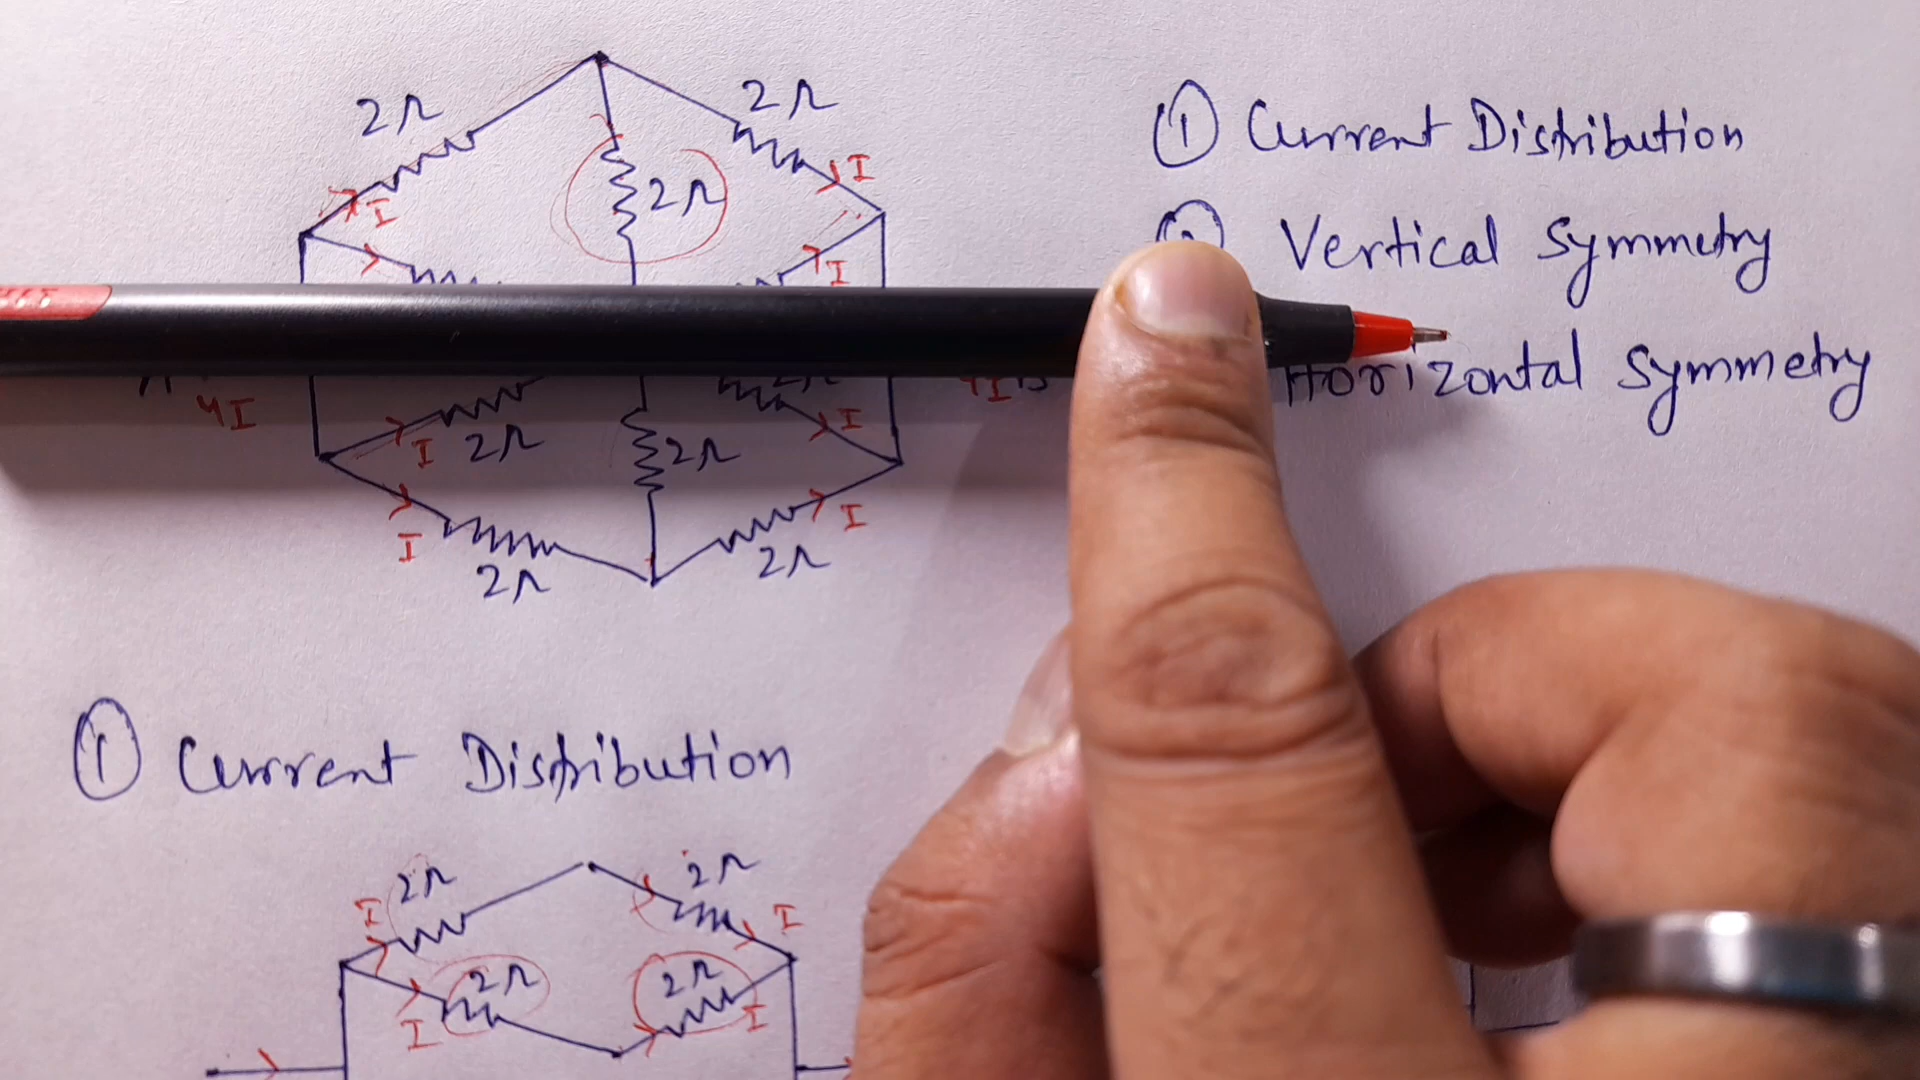 2Ω
2Ω
① Current Distribution
I
I
2Ω
I
Vertical Symmetry
Horizontal Symmetry
4I
4I
I
I
2Ω
2Ω
I
I
2Ω
2Ω
① Current Distribution
2Ω
2Ω
I
I
2Ω
2Ω
I
I